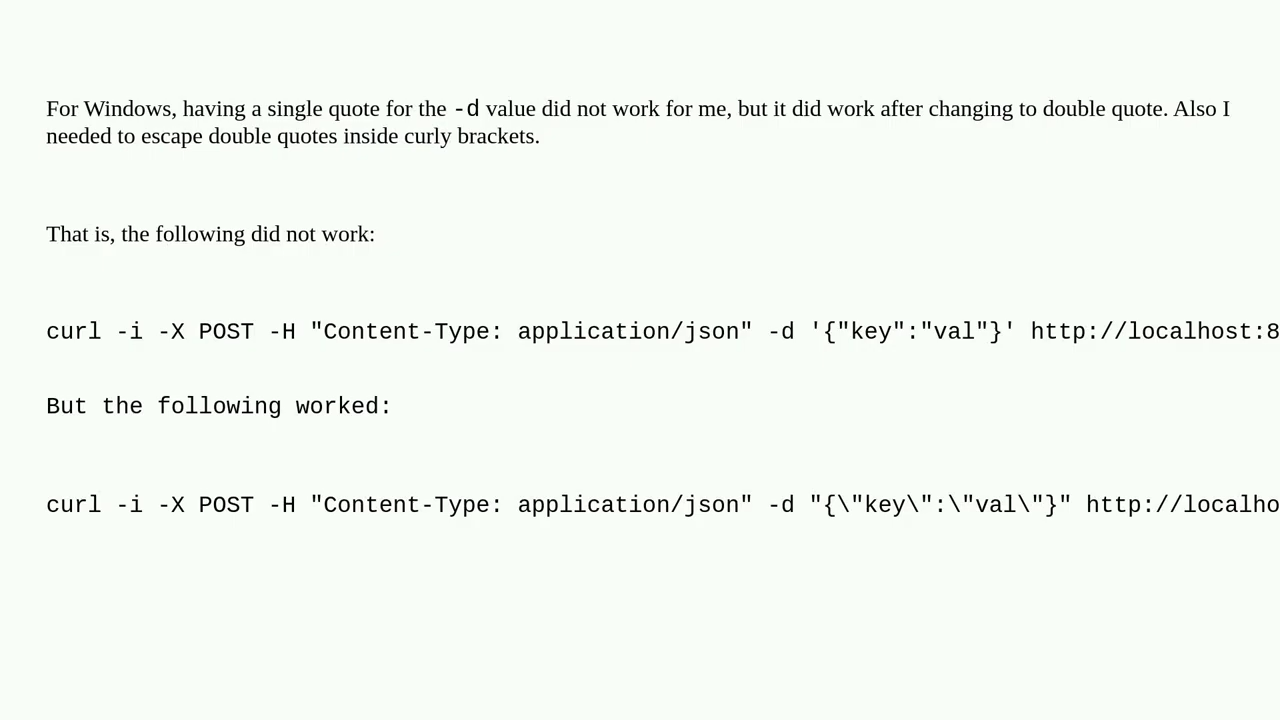 For Windows, having a single quote for the -d value did not work for me, but it did work after changing to double quote. Also I
needed to escape double quotes inside curly brackets.
That is, the following did not work:
curl -i -X POST -H "Content-Type: application/json" -d '{"key":"val"}' http://localhost:8
But the following worked:
curl -i -X POST -H "Content-Type: application/json" -d "{\"key\":\"val\"}" http://localho